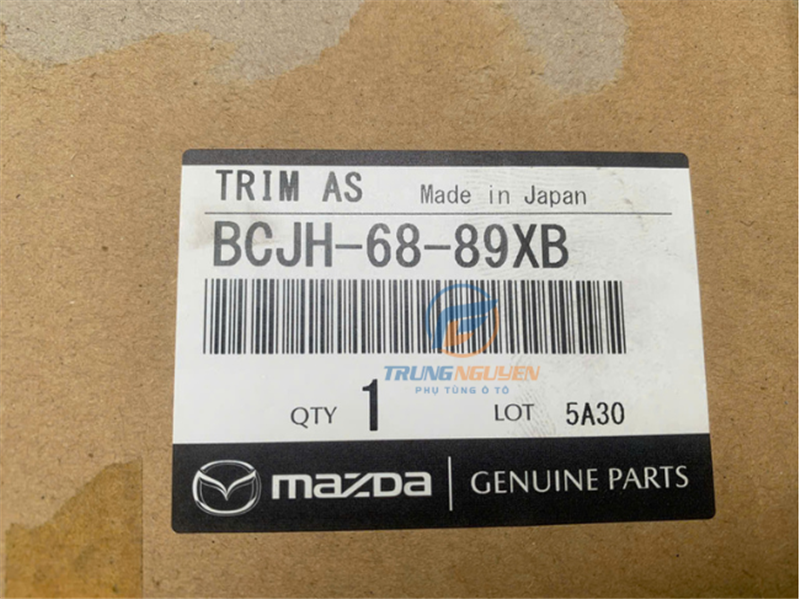 TRIM AS Made in Japan
BCJH-68-89XB
TRUNG NGUYEN
PHỤ TÙNG Ô TÔ
QTY 1 LOT 5A30
mazda GENUINE PARTS